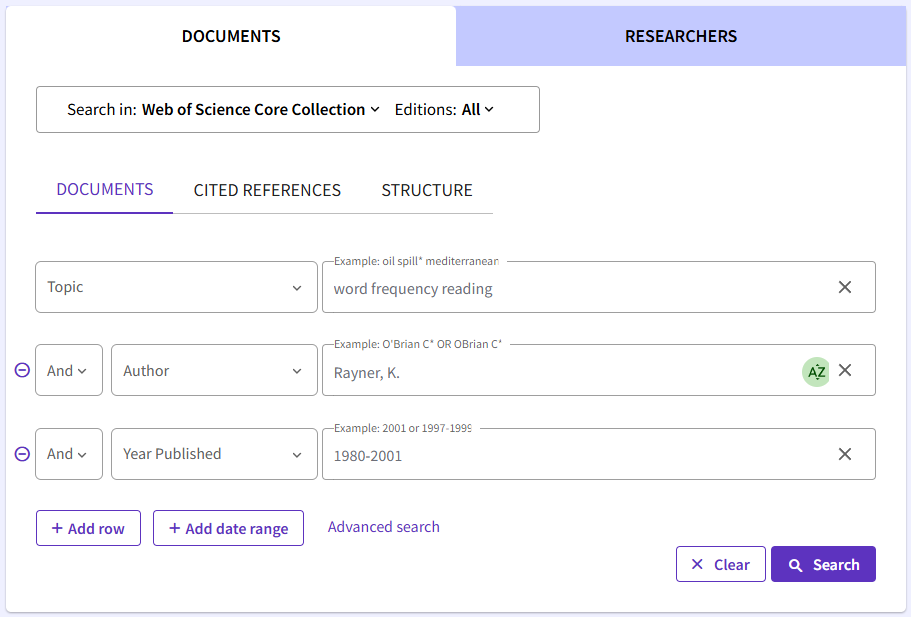 DOCUMENTS RESEARCHERS
Search in: Web of Science Core Collection Editions: All
DOCUMENTS CITED REFERENCES STRUCTURE
Example: oil spill* mediterranean
Topic word frequency reading
Example: O'Brian C* OR OBrian C*
And Author Rayner, K. AZ
Example: 2001 or 1997-1999
And Year Published 1980-2001
+ Add row + Add date range Advanced search
Clear Search